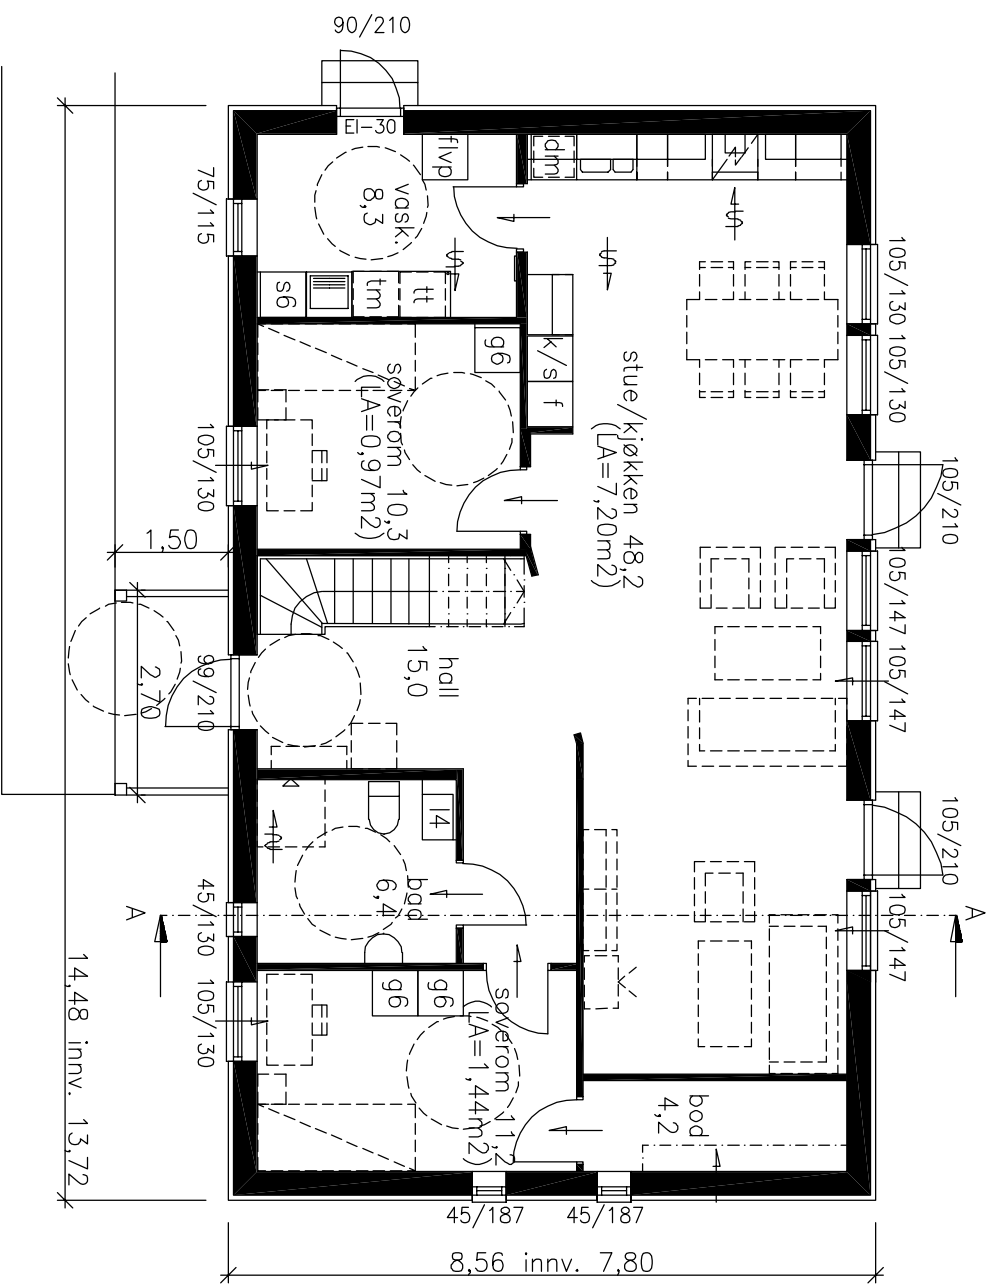 90/210
EI-30
flvp
dm
vask.
8,3
75/115
s6
tm
tt
105/130
105/130
g6
k/s
f
stue/kjøkken 48,2
(LA=7,20m2)
soverom 10,3
(LA=0,97m2)
105/130
105/210
1,50
105/147
105/147
hall
15,0
99/210
2,70
14
bad
6,4
105/210
45/130
A
A
105/147
105/130
g6
g6
soverom 11,2
(LA=1,44m2)
bod
4,2
14,48 innv. 13,72
45/187
45/187
8,56 innv. 7,80